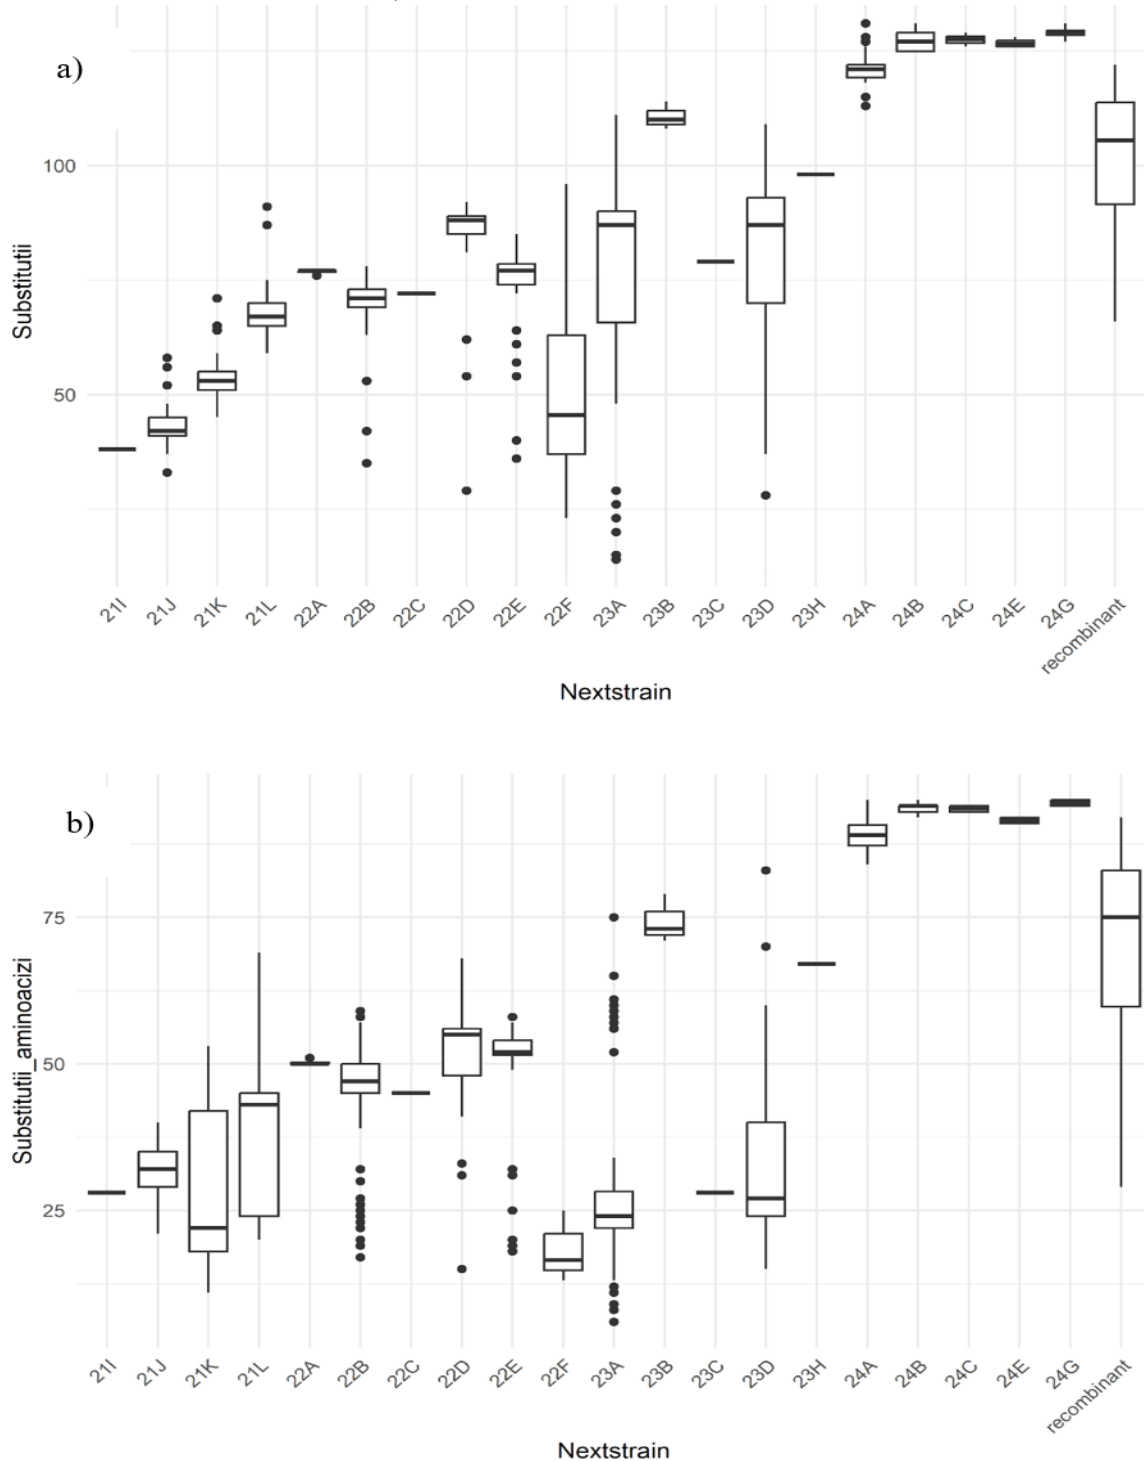 a)
Substitutii
100
50
21I 21J 21K 21L 22A 22B 22C 22D 22E 22F 23A 23B 23C 23D 23H 24A 24B 24C 24E 24G recombinant
Nextstrain
b)
Substitutii_aminoacizi
75
50
25
21I 21J 21K 21L 22A 22B 22C 22D 22E 22F 23A 23B 23C 23D 23H 24A 24B 24C 24E 24G recombinant
Nextstrain